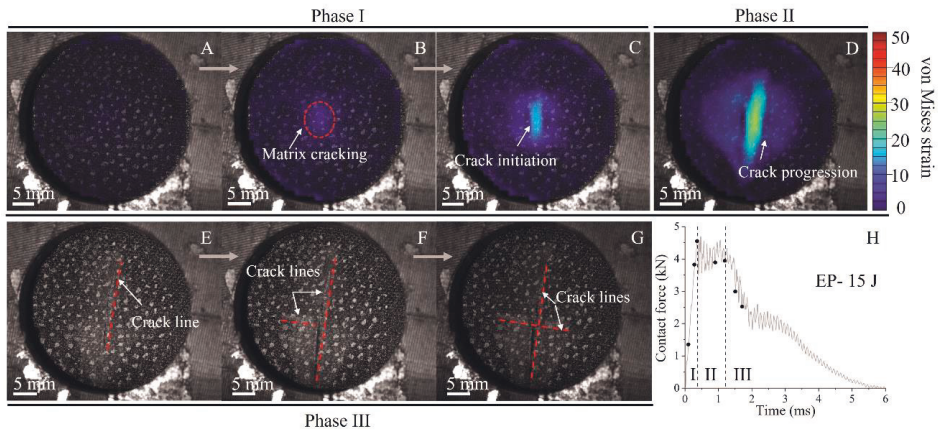 Phase I
Phase II
A
B
C
D
Matrix cracking
Crack initiation
Crack progression
5 mm
5 mm
5 mm
5 mm
50
40
30
20
10
0
von Mises strain
E
F
G
H
Crack line
Crack lines
Crack lines
5 mm
5 mm
5 mm
Phase III
EP- 15 J
Contact force (kN)
5
4
3
2
1
0
I
II
III
0
1
2
3
4
5
6
Time (ms)